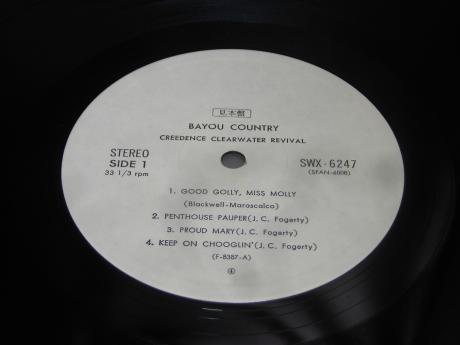 見本盤
BAYOU COUNTRY
CREEDENCE CLEARWATER REVIVAL
STEREO
SIDE 1
33 1/3 rpm
SWX-6247
(SFAN-6008)
1. GOOD GOLLY, MISS MOLLY
(Blackwell-Marascalco)
2. PENTHOUSE PAUPER(J.C. Fogerty)
3. PROUD MARY(J.C. Fogerty)
4. KEEP ON CHOOGLIN'(J.C. Fogerty)
(F-8387-A)